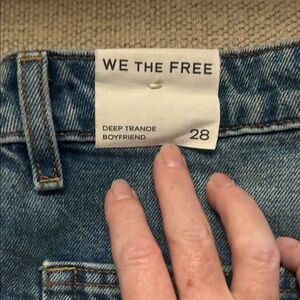 WE THE FREE
DEEP TRANCE
BOYFRIEND
28